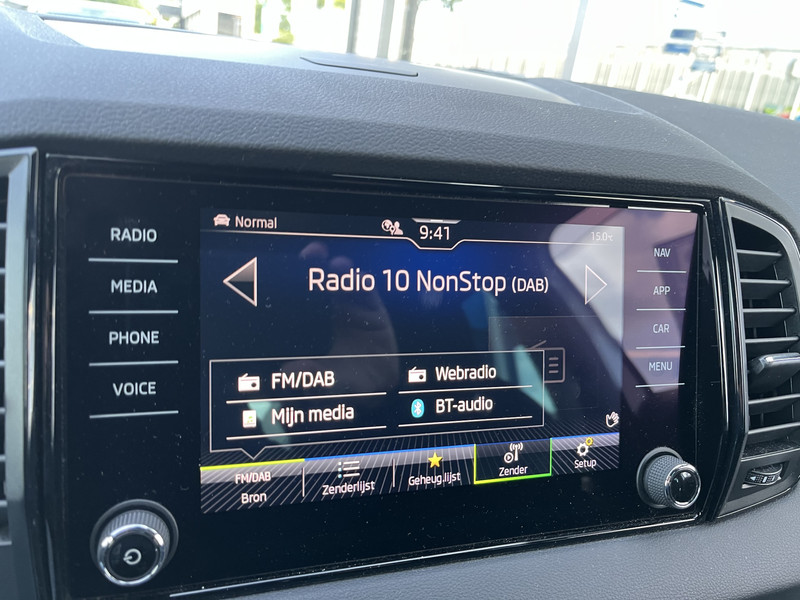 RADIO
MEDIA
PHONE
VOICE
Normal
9:41
15.0°C
Radio 10 NonStop (DAB)
FM/DAB
Webradio
Mijn media
BT-audio
FM/DAB
Bron
Zenderlijst
Geheug.lijst
Zender
Setup
NAV
APP
CAR
MENU